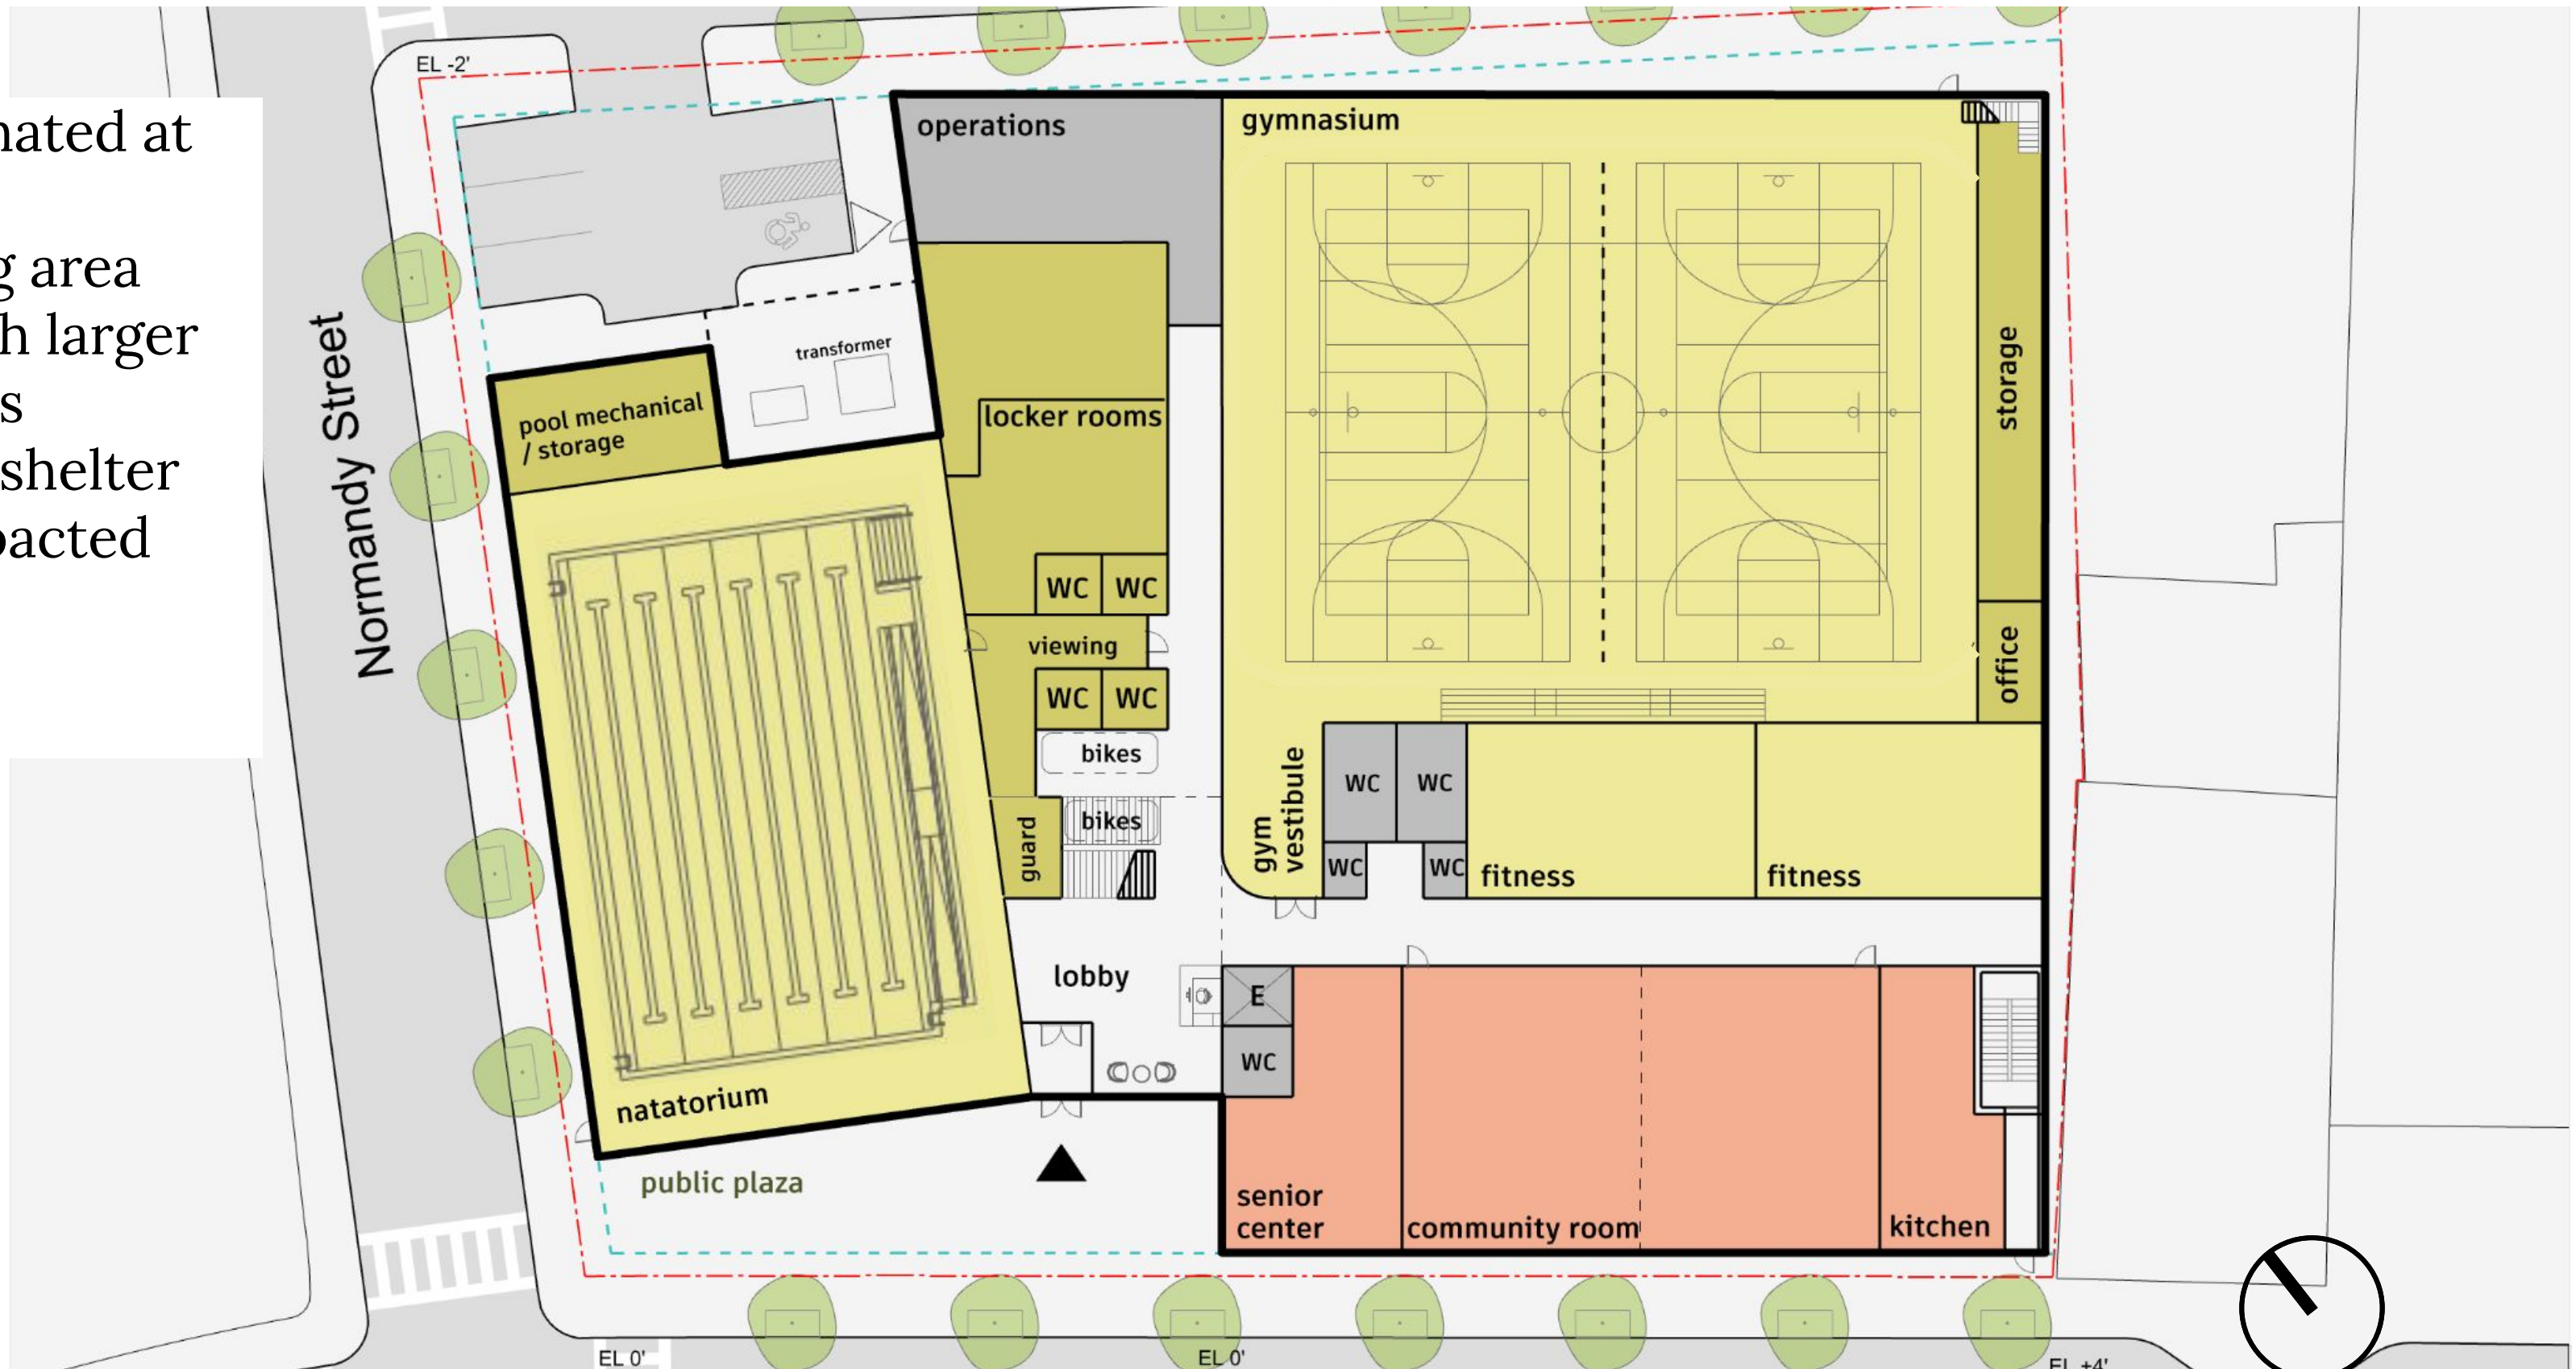 EL -2'
nated at
g area
h larger
s
shelter
pacted
Normandy Street
operations
gymnasium
transformer
pool mechanical
/ storage
locker rooms
storage
WC
WC
viewing
office
WC
WC
bikes
bikes
guard
gym
vestibule
WC
WC
WC
WC
fitness
fitness
lobby
E
WC
natatorium
public plaza
senior
center
community room
kitchen
EL 0'
EL 0'
EL +4'